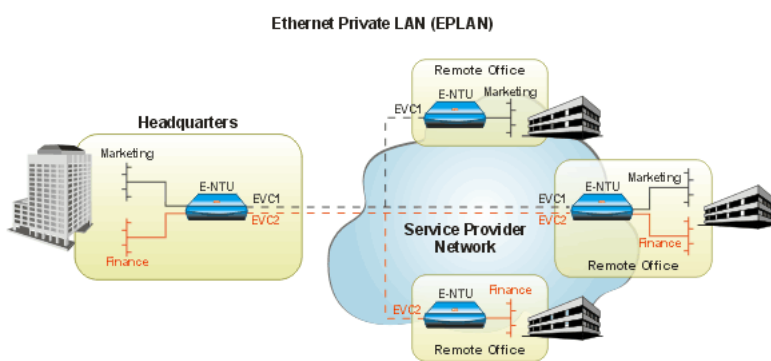 Ethernet Private LAN (EPLAN)
Remote Office
E-NTU
Marketing
EVC1
Headquarters
Marketing
E-NTU
EVC1
EVC2
Finance
EVC1
EVC2
E-NTU
Marketing
Finance
Remote Office
Service Provider
Network
E-NTU
Finance
EVC2
Remote Office